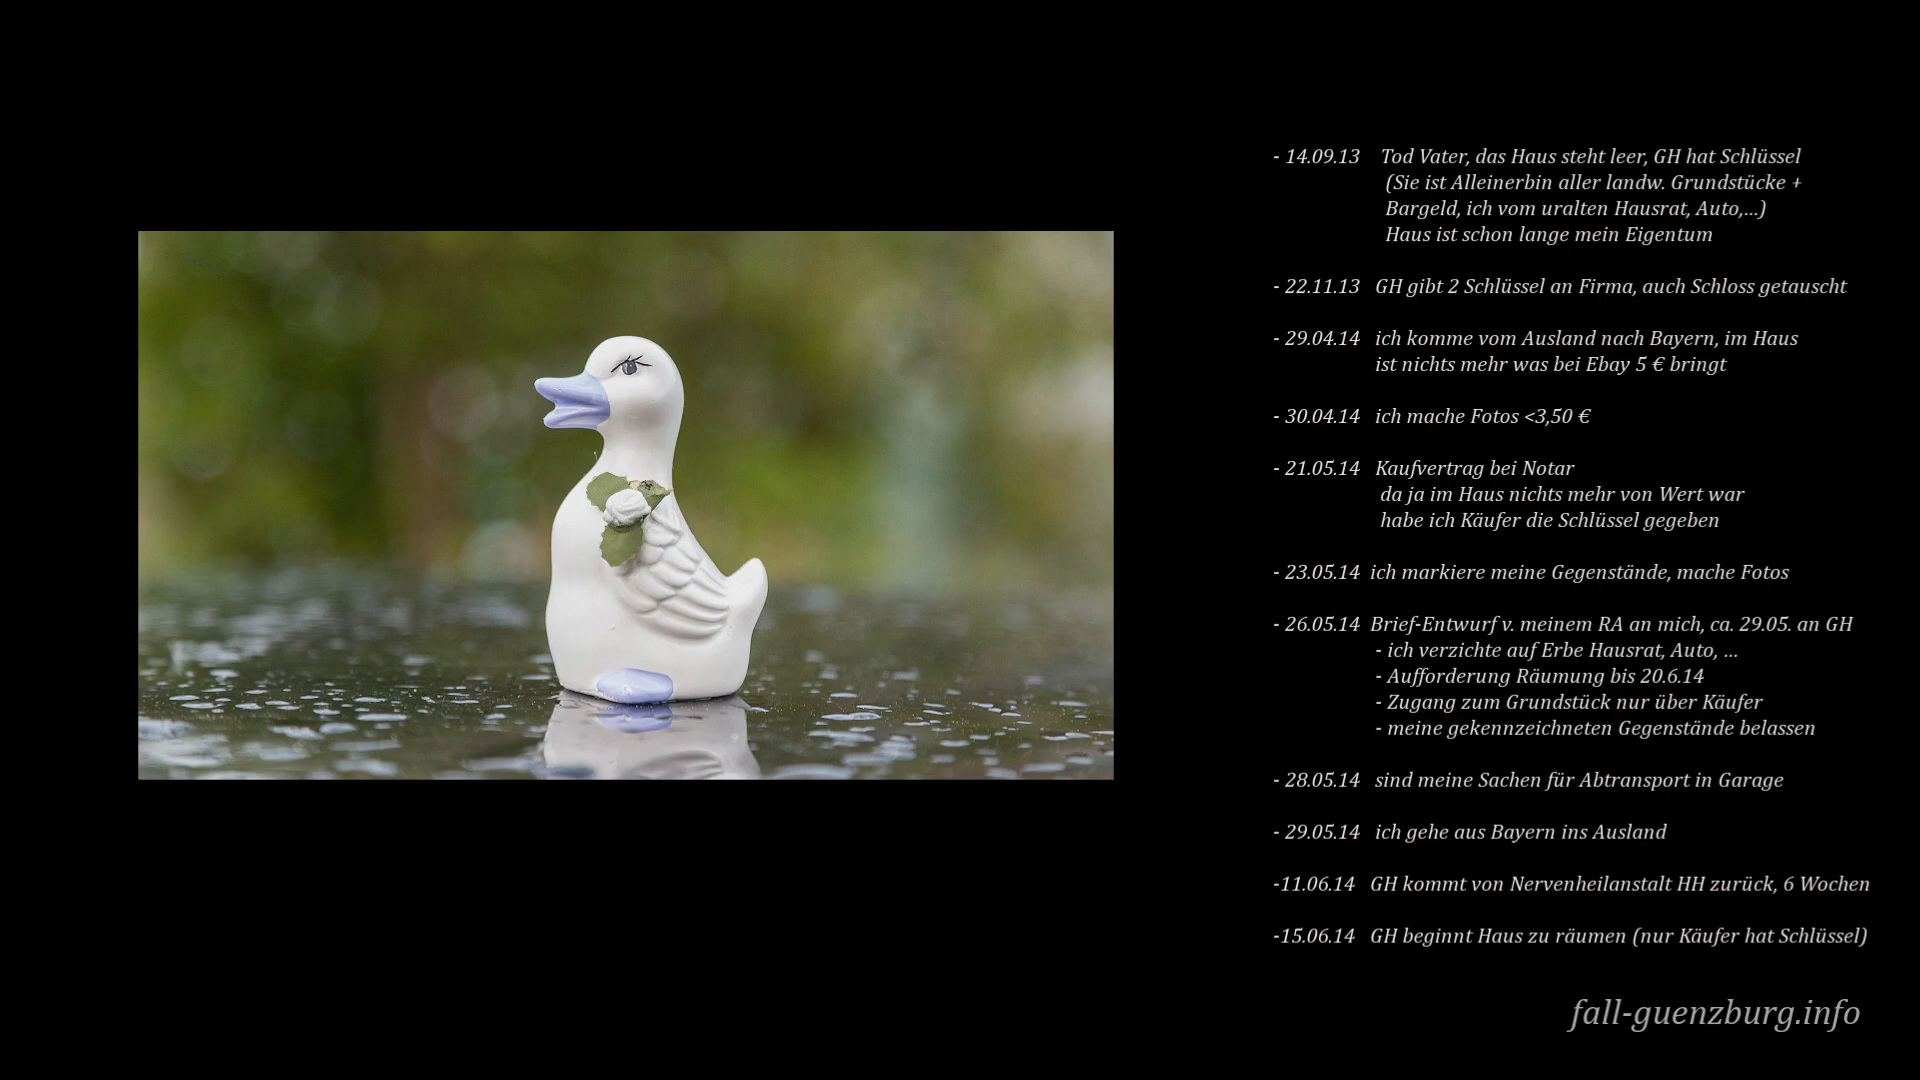 - 14.09.13 Tod Vater, das Haus steht leer, GH hat Schlüssel
(Sie ist Alleinerbin aller landw. Grundstücke +
Bargeld, ich vom uralten Hausrat, Auto,...)
Haus ist schon lange mein Eigentum
- 22.11.13 GH gibt 2 Schlüssel an Firma, auch Schloss getauscht
- 29.04.14 ich komme vom Ausland nach Bayern, im Haus
ist nichts mehr was bei Ebay 5 € bringt
- 30.04.14 ich mache Fotos <3,50 €
- 21.05.14 Kaufvertrag bei Notar
da ja im Haus nichts mehr von Wert war
habe ich Käufer die Schlüssel gegeben
- 23.05.14 ich markiere meine Gegenstände, mache Fotos
- 26.05.14 Brief-Entwurf v. meinem RA an mich, ca. 29.05. an GH
- ich verzichte auf Erbe Hausrat, Auto, ...
- Aufforderung Räumung bis 20.6.14
- Zugang zum Grundstück nur über Käufer
- meine gekennzeichneten Gegenstände belassen
- 28.05.14 sind meine Sachen für Abtransport in Garage
- 29.05.14 ich gehe aus Bayern ins Ausland
-11.06.14 GH kommt von Nervenheilanstalt HH zurück, 6 Wochen
-15.06.14 GH beginnt Haus zu räumen (nur Käufer hat Schlüssel)
fall-guenzburg.info